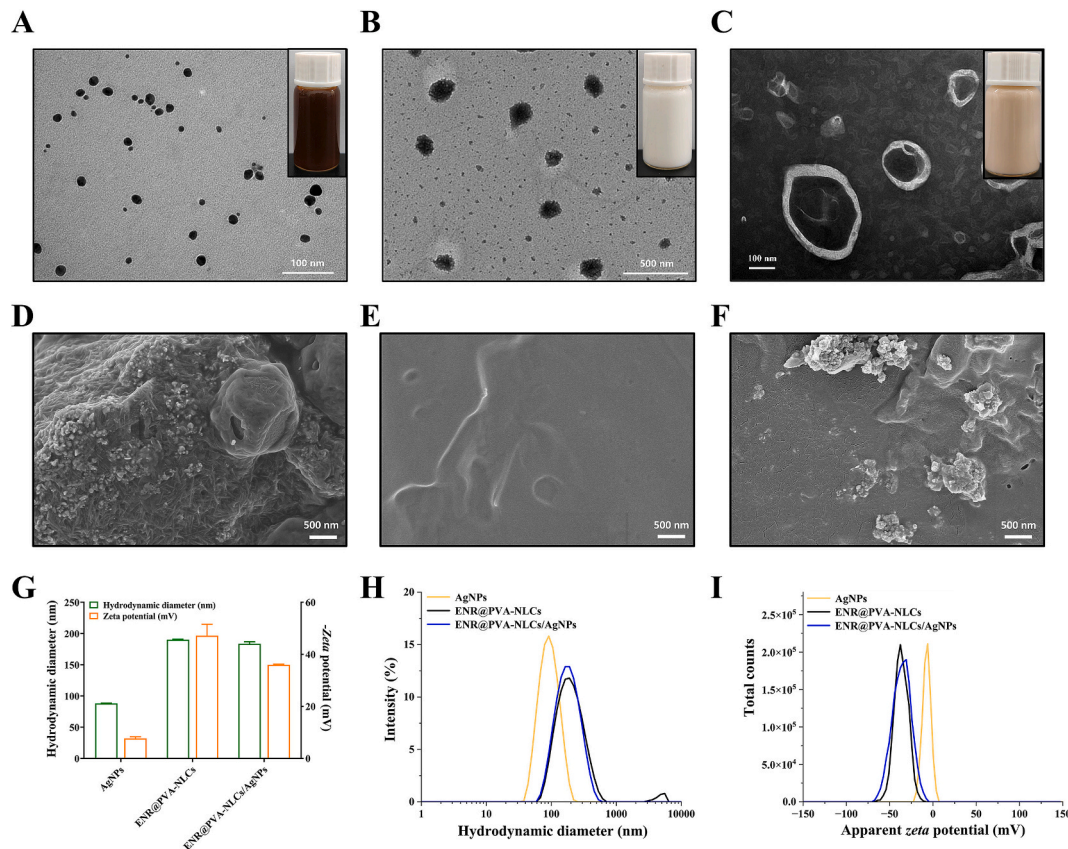 A
B
C
100 nm
500 nm
100 nm
D
E
F
500 nm
500 nm
500 nm
G
Hydrodynamic diameter (nm)
Zeta potential (mV)
Hydrodynamic diameter (nm)
250
200
150
100
50
0
60
40
20
0
-Zeta potential
(mV)
AgNPs
ENR@PVA-NLCs
ENR@PVA-NLCs/AgNPs
H
AgNPs
ENR@PVA-NLCs
ENR@PVA-NLCs/AgNPs
Intensity (%)
20
15
10
5
0
1
10
100
1000
10000
Hydrodynamic diameter (nm)
I
AgNPs
ENR@PVA-NLCs
ENR@PVA-NLCs/AgNPs
Total counts
2.5×10⁵
2.0×10⁵
1.5×10⁵
1.0×10⁵
5.0×10⁴
0.0
−150
−100
−50
0
50
100
150
Apparent zeta potential (mV)